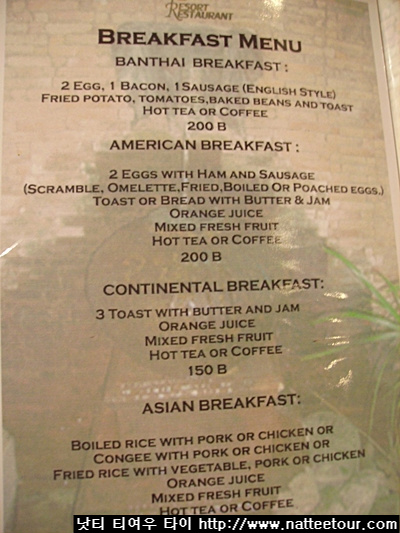 RESORT
RESTAURANT
BREAKFAST MENU
BANTHAI BREAKFAST :
2 EGG, 1 BACON, 1 SAUSAGE (ENGLISH STYLE)
FRIED POTATO, TOMATOES,BAKED BEANS AND TOAST
HOT TEA OR COFFEE
200 B
AMERICAN BREAKFAST :
2 EGGS WITH HAM AND SAUSAGE
(SCRAMBLE, OMELETTE,FRIED,BOILED OR POACHED EGGS,)
TOAST OR BREAD WITH BUTTER & JAM
ORANGE JUICE
MIXED FRESH FRUIT
HOT TEA OR COFFEE
200 B
CONTINENTAL BREAKFAST:
3 TOAST WITH BUTTER AND JAM
ORANGE JUICE
MIXED FRESH FRUIT
HOT TEA OR COFFEE
150 B
ASIAN BREAKFAST:
BOILED RICE WITH PORK OR CHICKEN OR
CONGEE WITH PORK OR CHICKEN OR
FRIED RICE WITH VEGETABLE, PORK OR CHICKEN
ORANGE JUICE
MIXED FRESH FRUIT
HOT TEA OR COFFEE
낫티 티여우 타이 http://www.natteetour.com